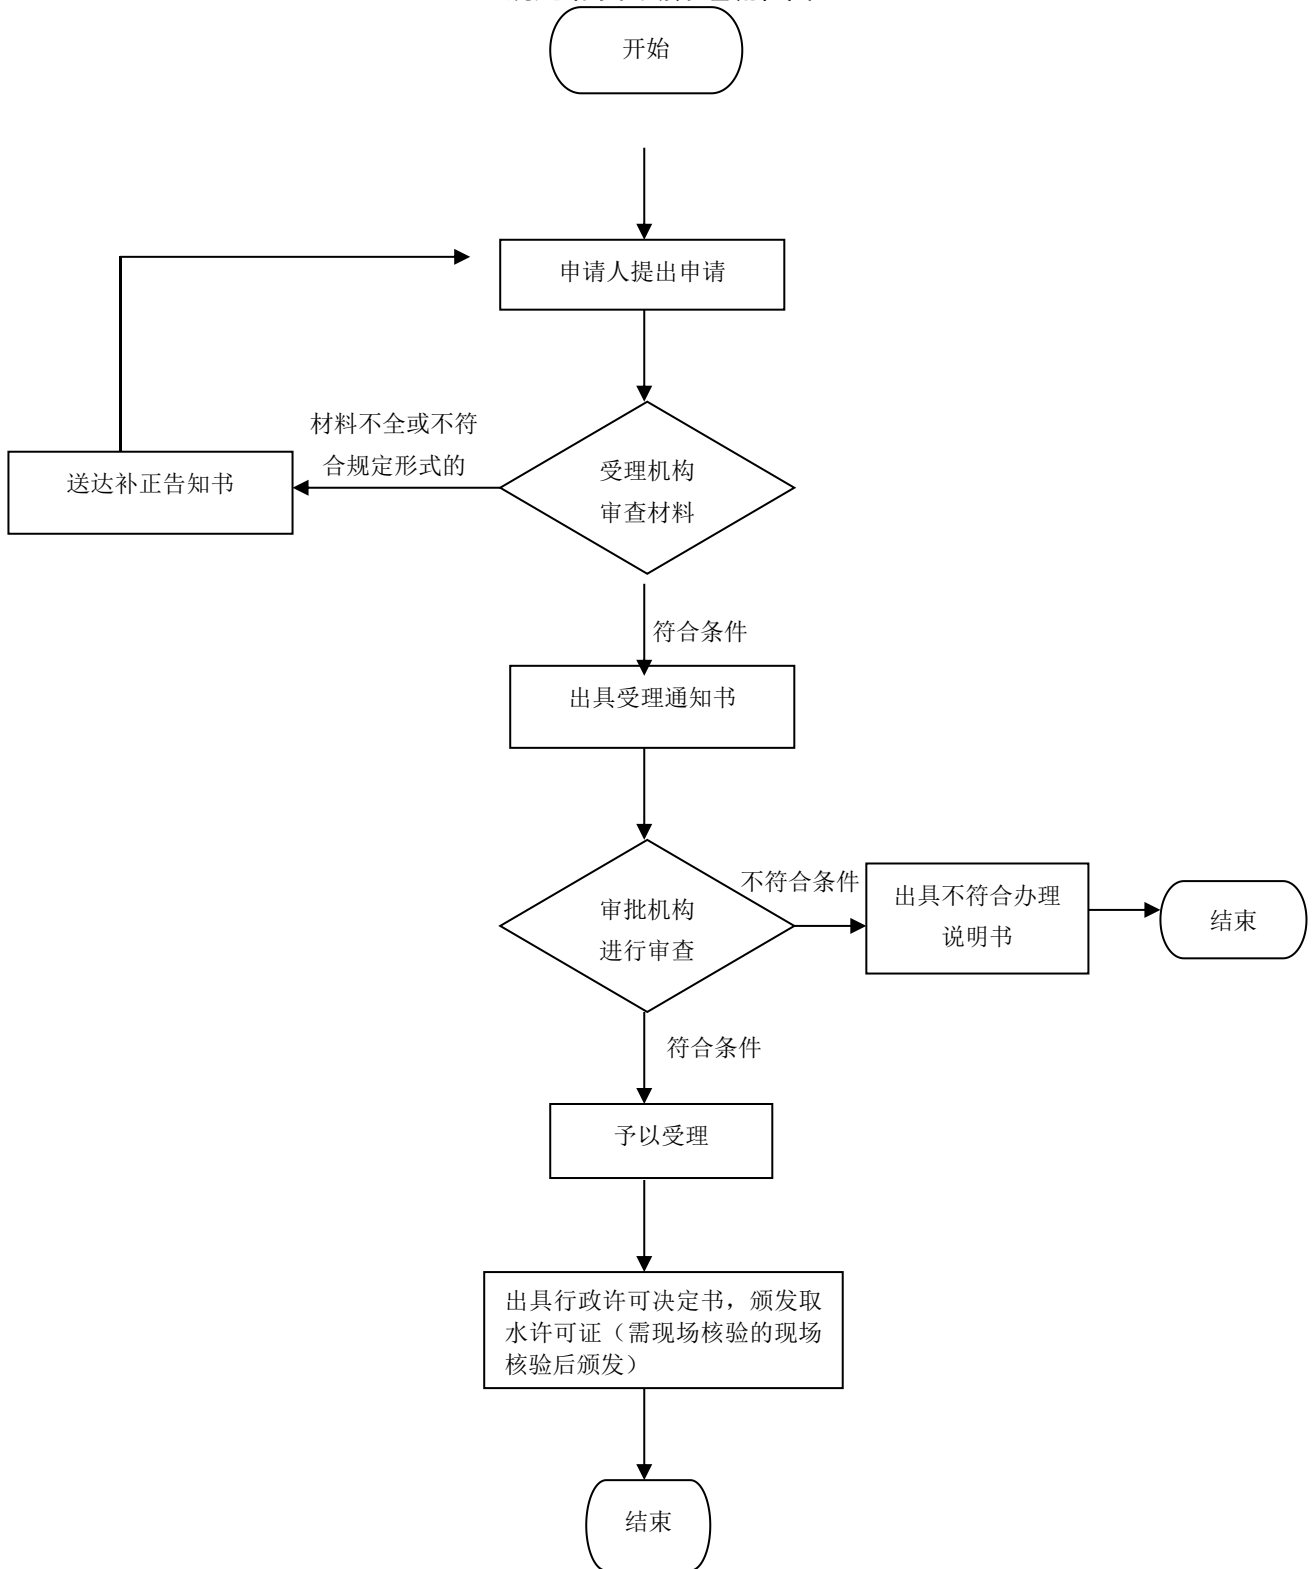 开始
申请人提出申请
材料不全或不符
合规定形式的
送达补正告知书
受理机构
审查材料
符合条件
出具受理通知书
不符合条件
审批机构
进行审查
出具不符合办理
说明书
结束
符合条件
予以受理
出具行政许可决定书，颁发取
水许可证（需现场核验的现场
核验后颁发）
结束